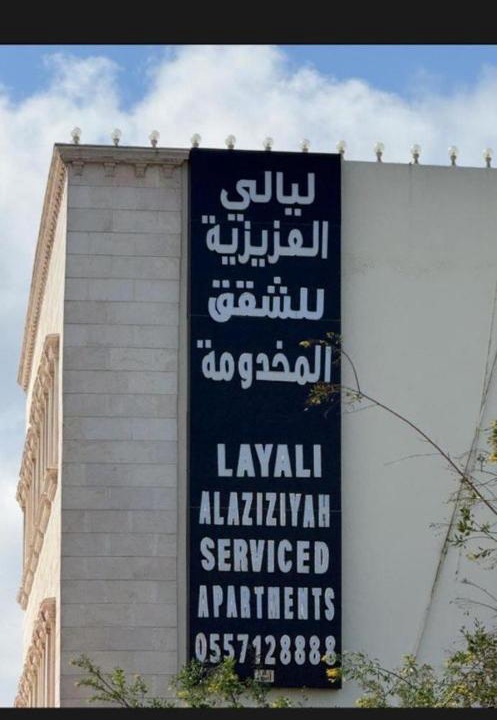 ليالي
العزيزية
للشقق
المخدومة
LAYALI
ALAZIZIYAH
SERVICED
APARTMENTS
0557128888